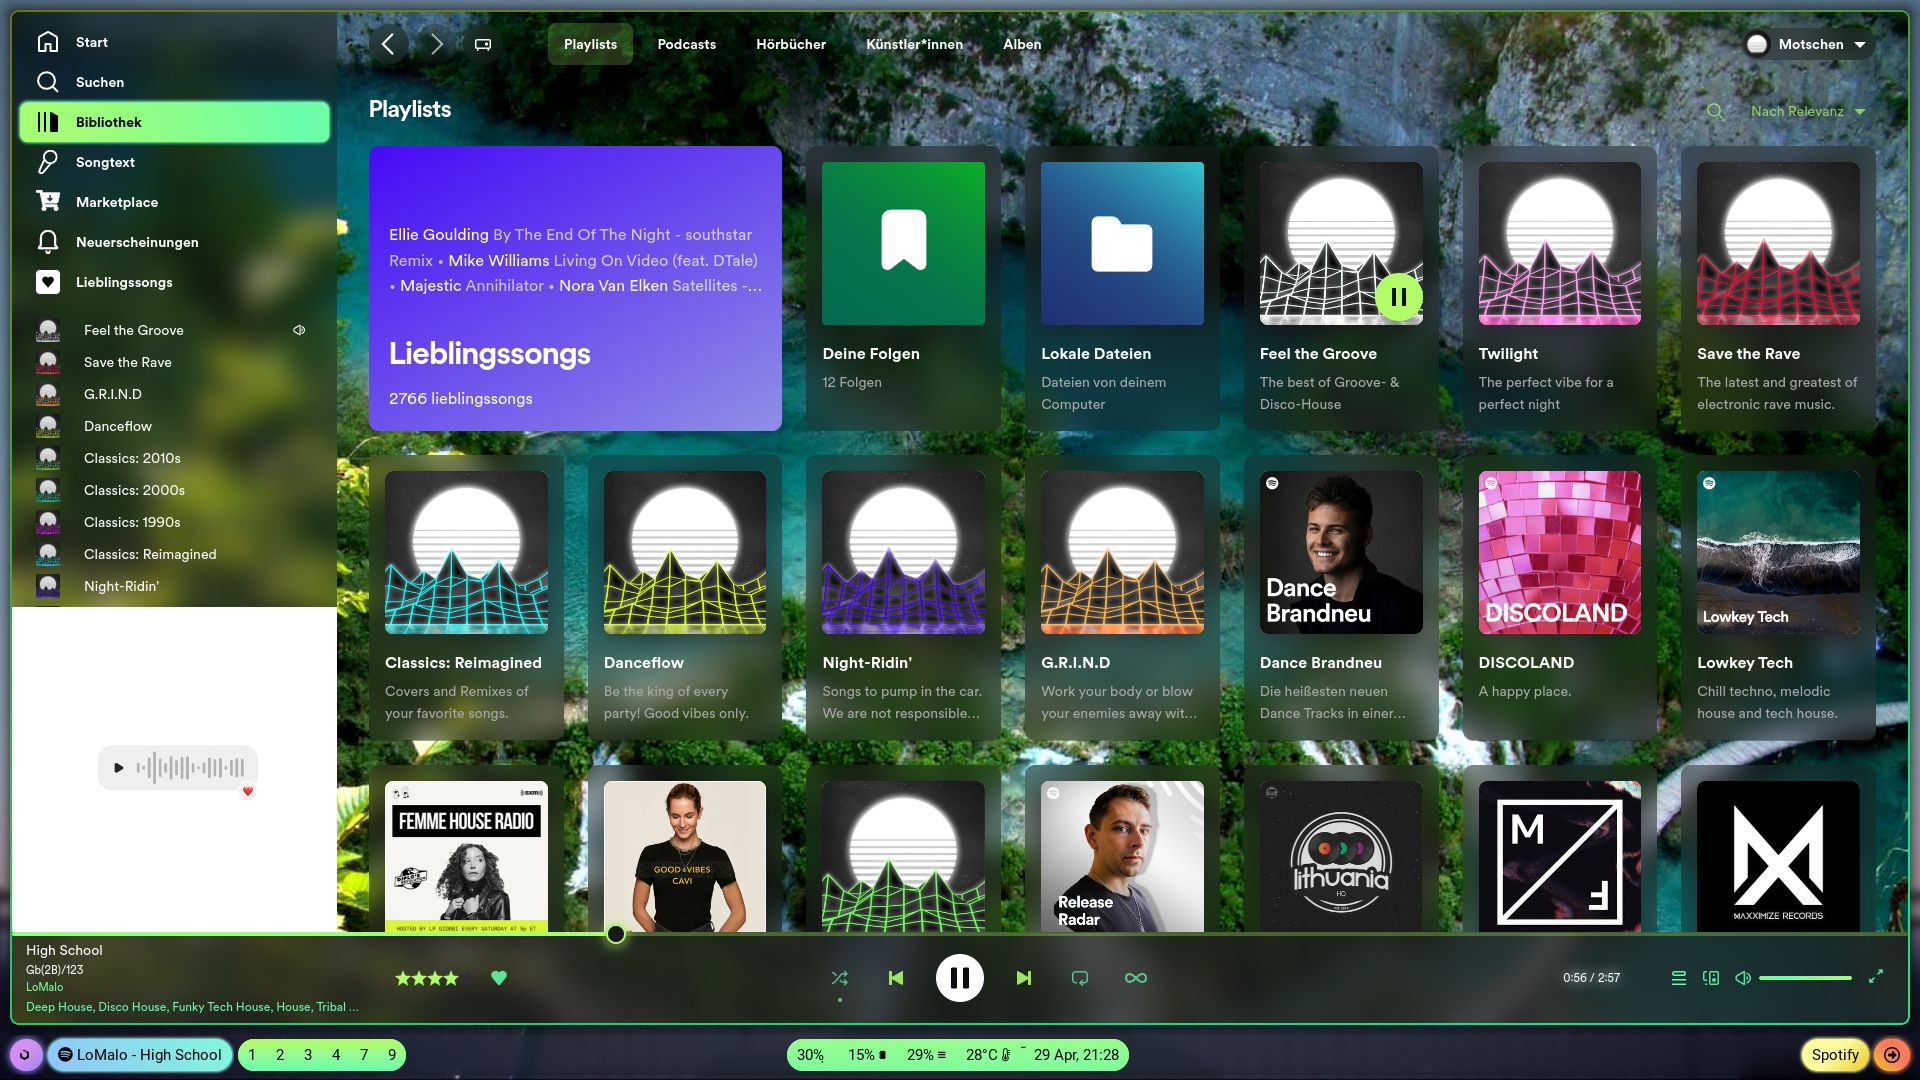 Start
Suchen
Bibliothek
Songtext
Marketplace
Neuerscheinungen
Lieblingssongs
Feel the Groove
Save the Rave
G.R.I.N.D
Danceflow
Classics: 2010s
Classics: 2000s
Classics: 1990s
Classics: Reimagined
Night-Ridin'
Playlists Podcasts Hörbücher Künstler*innen Alben
Motschen
Playlists
Nach Relevanz
Ellie Goulding By The End Of The Night - southstar
Remix • Mike Williams Living On Video (feat. DTale)
• Majestic Annihilator • Nora Van Elken Satellites -...
Lieblingssongs
2766 lieblingssongs
Deine Folgen
12 Folgen
Lokale Dateien
Dateien von deinem
Computer
Feel the Groove
The best of Groove- &
Disco-House
Twilight
The perfect vibe for a
perfect night
Save the Rave
The latest and greatest of
electronic rave music.
Classics: Reimagined
Covers and Remixes of
your favorite songs.
Danceflow
Be the king of every
party! Good vibes only.
Night-Ridin'
Songs to pump in the car.
We are not responsible...
G.R.I.N.D
Work your body or blow
your enemies away wit...
Dance
Brandneu
Dance Brandneu
Die heißesten neuen
Dance Tracks in einer...
DISCOLAND
DISCOLAND
A happy place.
Lowkey Tech
Lowkey Tech
Chill techno, melodic
house and tech house.
(sxm)
FEMME HOUSE RADIO
HOSTED BY LP GIOBBI EVERY SATURDAY AT 9p ET
GOOD VIBES
CAVI
Release
Radar
lithuania
HQ
M
F
MAXXIMIZE RECORDS
High School
Gb(2B)/123
LoMalo
Deep House, Disco House, Funky Tech House, House, Tribal ...
0:56 / 2:57
LoMalo - High School
1 2 3 4 7 9
30% 15% 29% 28°C 29 Apr, 21:28
Spotify